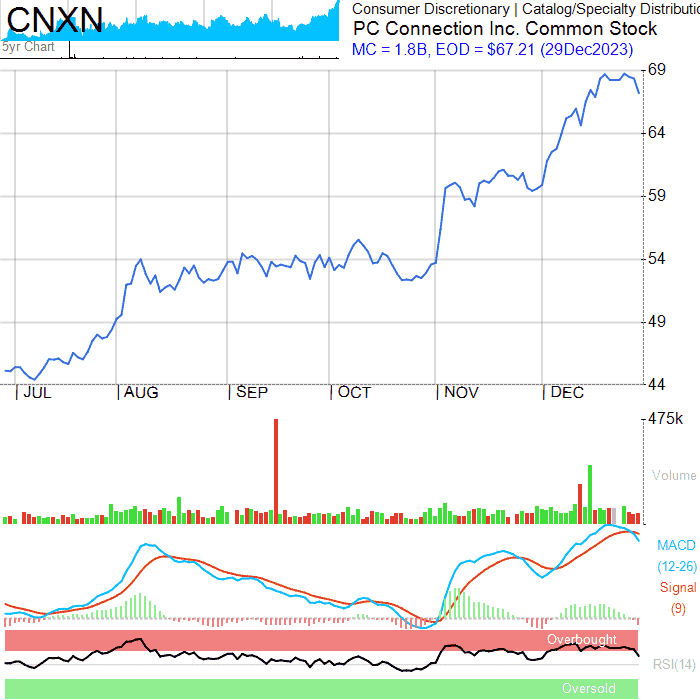 CNXN
5yr Chart
Consumer Discretionary | Catalog/Specialty Distributio
PC Connection Inc. Common Stock
MC = 1.8B, EOD = $67.21 (29Dec2023)
69
64
59
54
49
44
JUL AUG SEP OCT NOV DEC
475k
Volume
MACD
(12-26)
Signal
(9)
Overbought
RSI(14)
Oversold